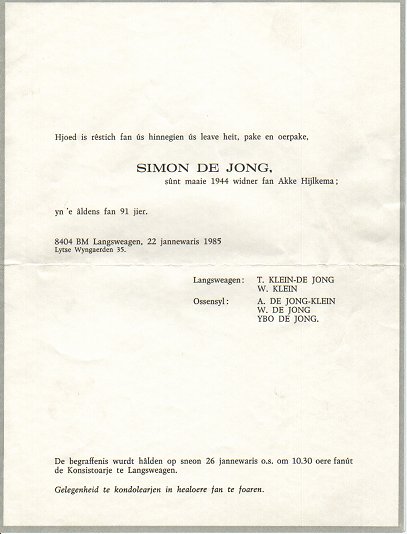 Hjoed is rêstich fan ús hinnegien ús leave heit, pake en oerpake,
SIMON DE JONG,
sûnt maaie 1944 widner fan Akke Hijlkema;
yn 'e âldens fan 91 jier.
8404 BM Langsweagen, 22 jannewaris 1985
Lytse Wyngaerden 35.
Langsweagen: T. KLEIN-DE JONG
W. KLEIN
Ossensyl: A. DE JONG-KLEIN
W. DE JONG
YBO DE JONG.
De begraffenis wurdt hâlden op sneon 26 jannewaris o.s. om 10.30 oere fanút
de Konsistoarje te Langsweagen.
Gelegenheid te kondolearjen in healoere fan te foaren.